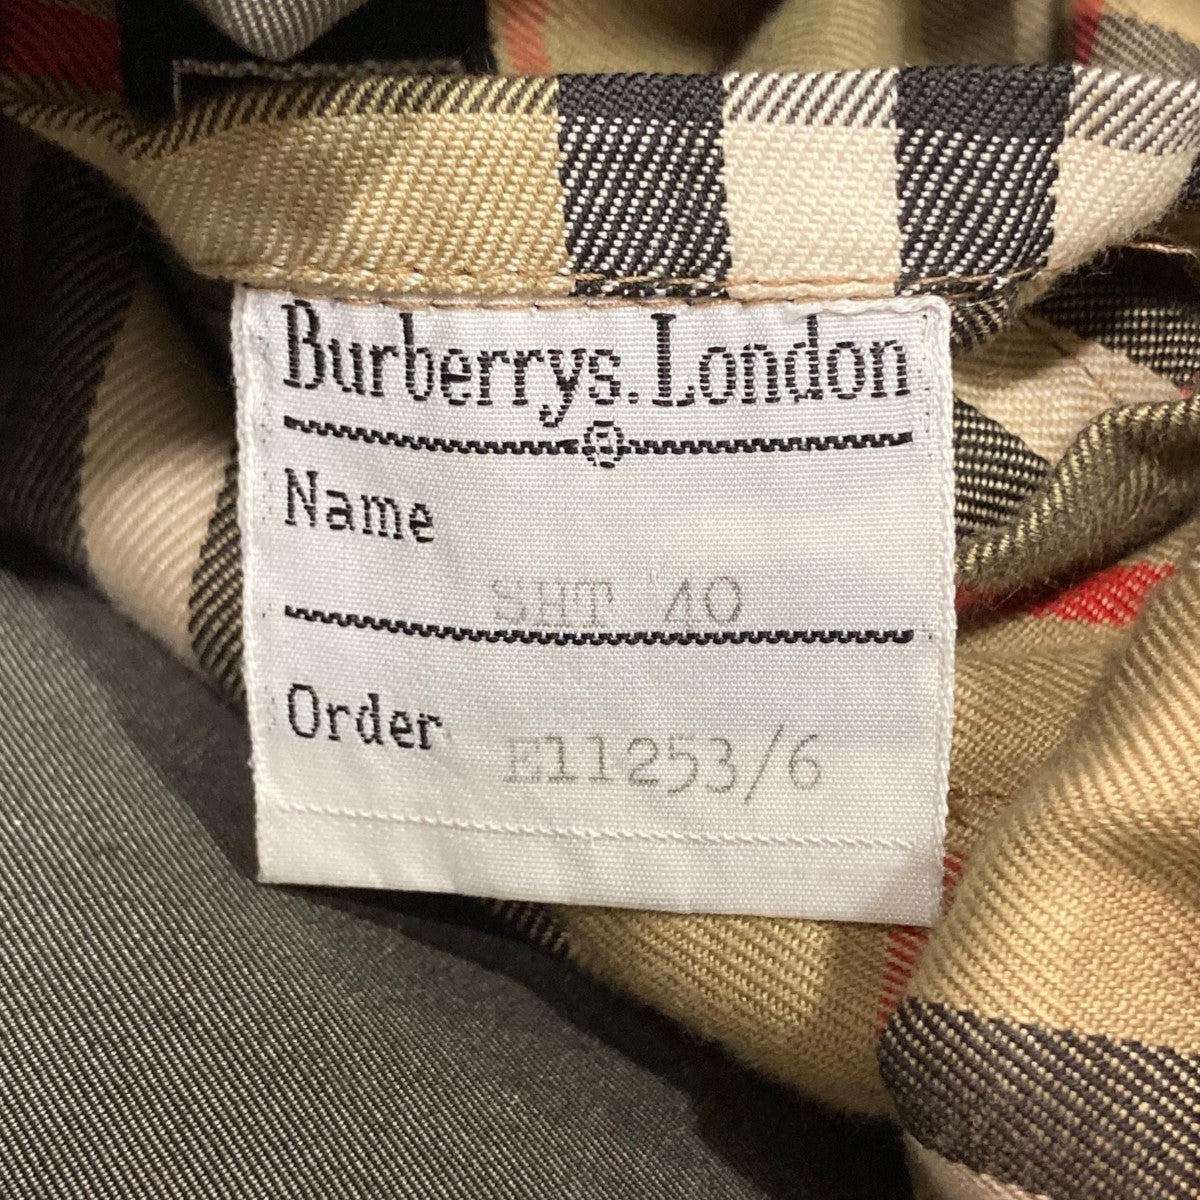 Burberrys. London
B
Name
SHT 40
Order
E11253/6